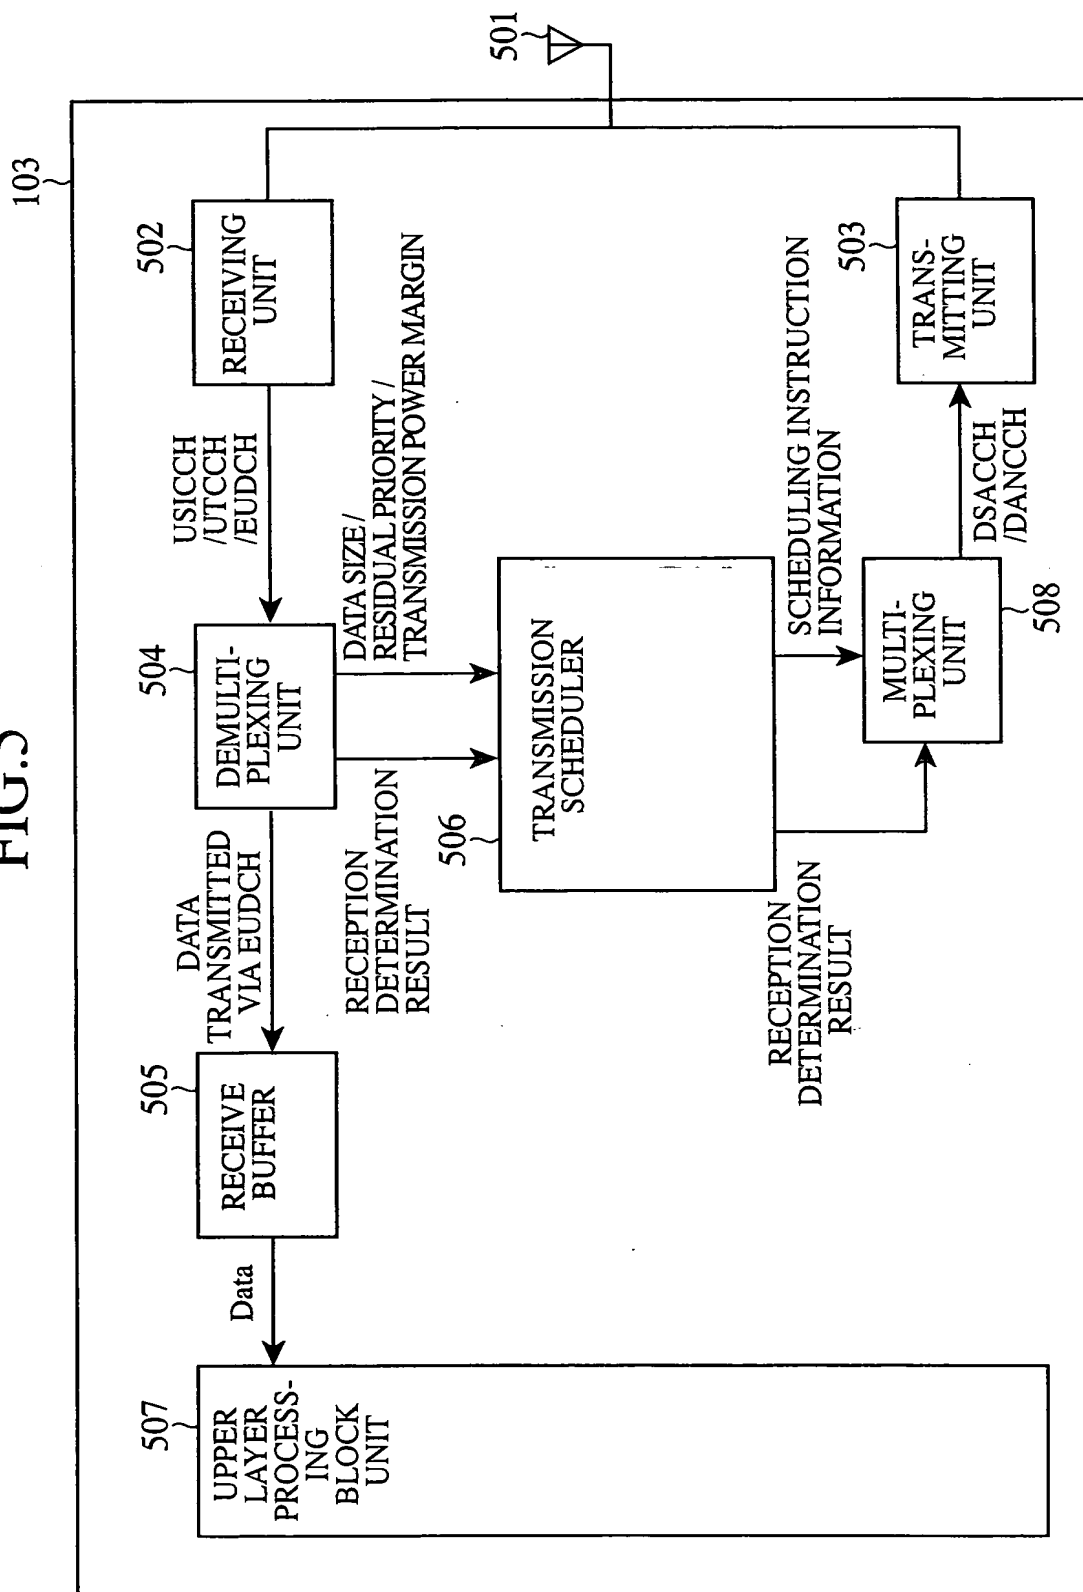 FIG.5
103
501
502
RECEIVING
UNIT
503
TRANS-
MITTING
UNIT
USICCH
/UTCCH
/EUDCH
504
DEMULTI-
PLEXING
UNIT
DATA SIZE /
RESIDUAL PRIORITY /
TRANSMISSION POWER MARGIN
RECEPTION
DETERMINATION
RESULT
506
TRANSMISSION
SCHEDULER
SCHEDULING INSTRUCTION
INFORMATION
RECEPTION
DETERMINATION
RESULT
MULTI-
PLEXING
UNIT
508
DSACCH
/DANCCH
DATA
TRANSMITTED
VIA EUDCH
505
RECEIVE
BUFFER
Data
507
UPPER
LAYER
PROCESS-
ING
BLOCK
UNIT